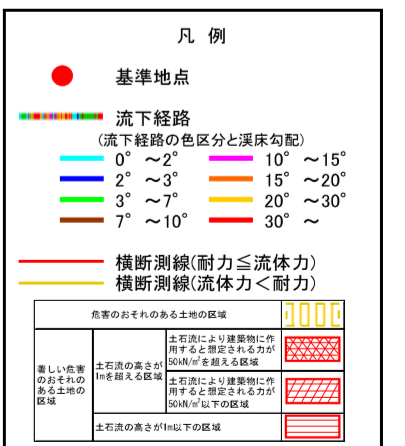 凡 例
基準地点
流下経路
(流下経路の色区分と渓床勾配)
0° ～2° 10° ～15°
2° ～3° 15° ～20°
3° ～7° 20° ～30°
7° ～10° 30° ～
横断測線(耐力≦流体力)
横断測線(流体力＜耐力)
危害のおそれのある土地の区域
著しい危害
のおそれの
ある土地の
区域
土石流の高さが
1mを超える区域
土石流により建築物に作
用すると想定される力が
50kN/㎡を超える区域
土石流により建築物に作
用すると想定される力が
50kN/㎡以下の区域
土石流の高さが1m以下の区域